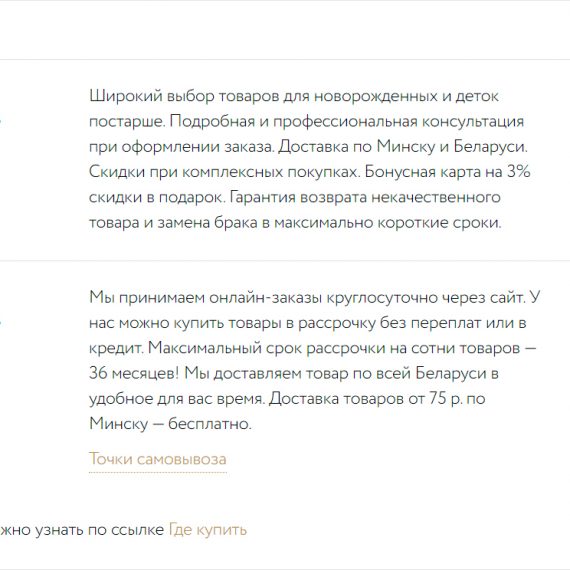 Широкий выбор товаров для новорожденных и деток
постарше. Подробная и профессиональная консультация
при оформлении заказа. Доставка по Минску и Беларуси.
Скидки при комплексных покупках. Бонусная карта на 3%
скидки в подарок. Гарантия возврата некачественного
товара и замена брака в максимально короткие сроки.
Мы принимаем онлайн-заказы круглосуточно через сайт. У
нас можно купить товары в рассрочку без переплат или в
кредит. Максимальный срок рассрочки на сотни товаров —
36 месяцев! Мы доставляем товар по всей Беларуси в
удобное для вас время. Доставка товаров от 75 р. по
Минску — бесплатно.
Точки самовывоза
жно узнать по ссылке Где купить